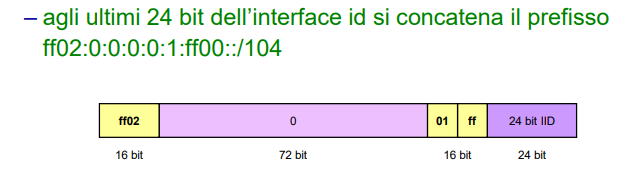 – agli ultimi 24 bit dell’interface id si concatena il prefisso
ff02:0:0:0:0:1:ff00::/104
ff02 0 01 ff 24 bit IID
16 bit 72 bit 16 bit 24 bit